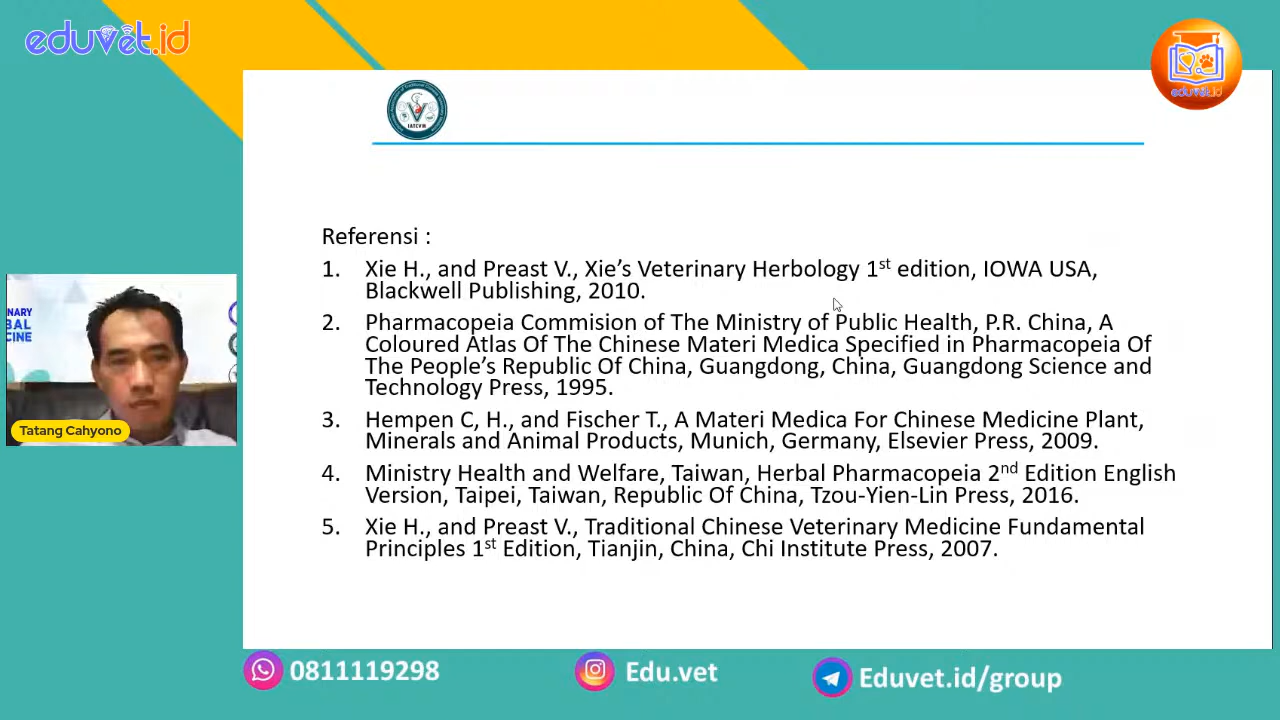 eduvet.id
eduvet.id
IATCVM
Referensi :
1. Xie H., and Preast V., Xie’s Veterinary Herbology 1st edition, IOWA USA,
Blackwell Publishing, 2010.
2. Pharmacopeia Commision of The Ministry of Public Health, P.R. China, A
Coloured Atlas Of The Chinese Materi Medica Specified in Pharmacopeia Of
The People’s Republic Of China, Guangdong, China, Guangdong Science and
Technology Press, 1995.
3. Hempen C, H., and Fischer T., A Materi Medica For Chinese Medicine Plant,
Minerals and Animal Products, Munich, Germany, Elsevier Press, 2009.
4. Ministry Health and Welfare, Taiwan, Herbal Pharmacopeia 2nd Edition English
Version, Taipei, Taiwan, Republic Of China, Tzou-Yien-Lin Press, 2016.
5. Xie H., and Preast V., Traditional Chinese Veterinary Medicine Fundamental
Principles 1st Edition, Tianjin, China, Chi Institute Press, 2007.
NARY
BAL
CINE
Tatang Cahyono
0811119298
Edu.vet
Eduvet.id/group